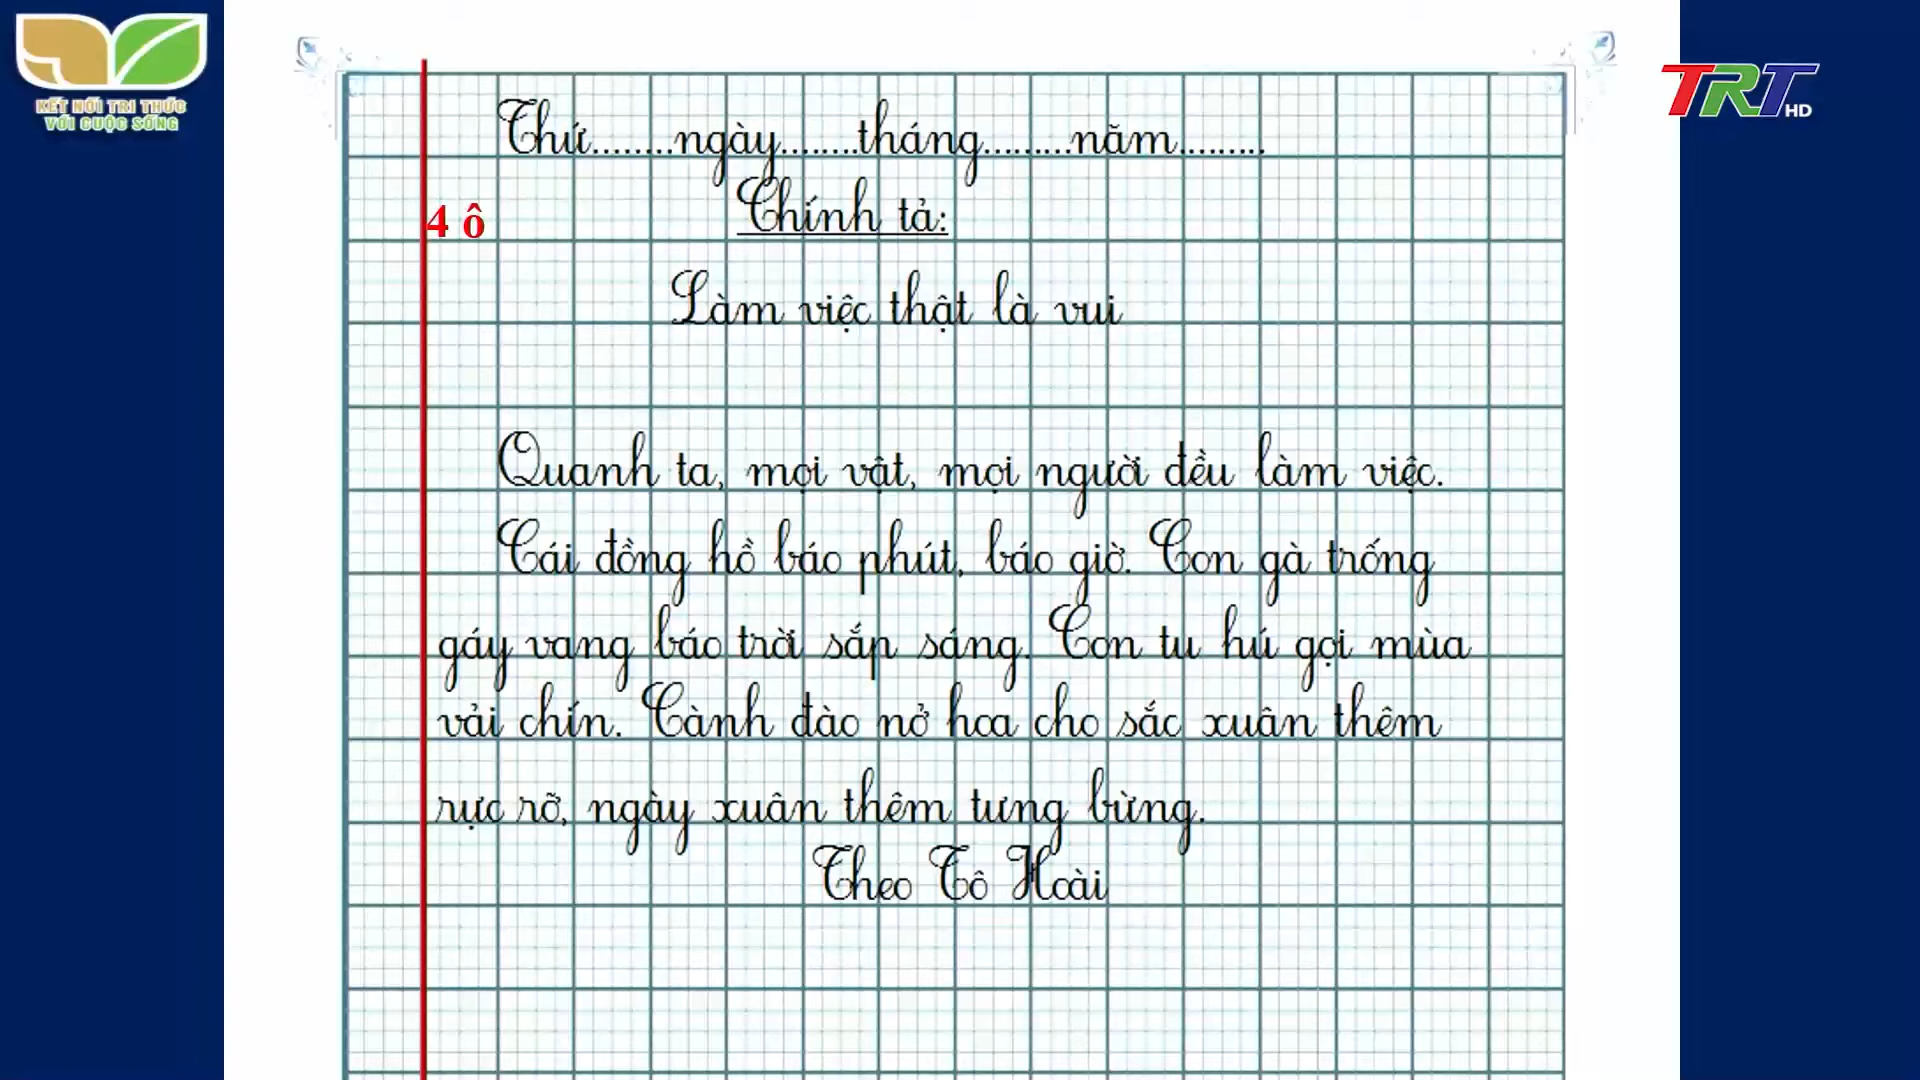 KẾT NỐI TRI THỨC
VỚI CUỘC SỐNG
TRT HD
Thứ........ngày........tháng.........năm.........
4 ô
Chính tả:
Làm việc thật là vui
Quanh ta, mọi vật, mọi người đều làm việc.
Cái đồng hồ báo phút, báo giờ. Con gà trống
gáy vang báo trời sắp sáng. Con tu hú gọi mùa
vải chín. Cành đào nở hoa cho sắc xuân thêm
rực rỡ, ngày xuân thêm tưng bừng.
Theo Tô Hoài